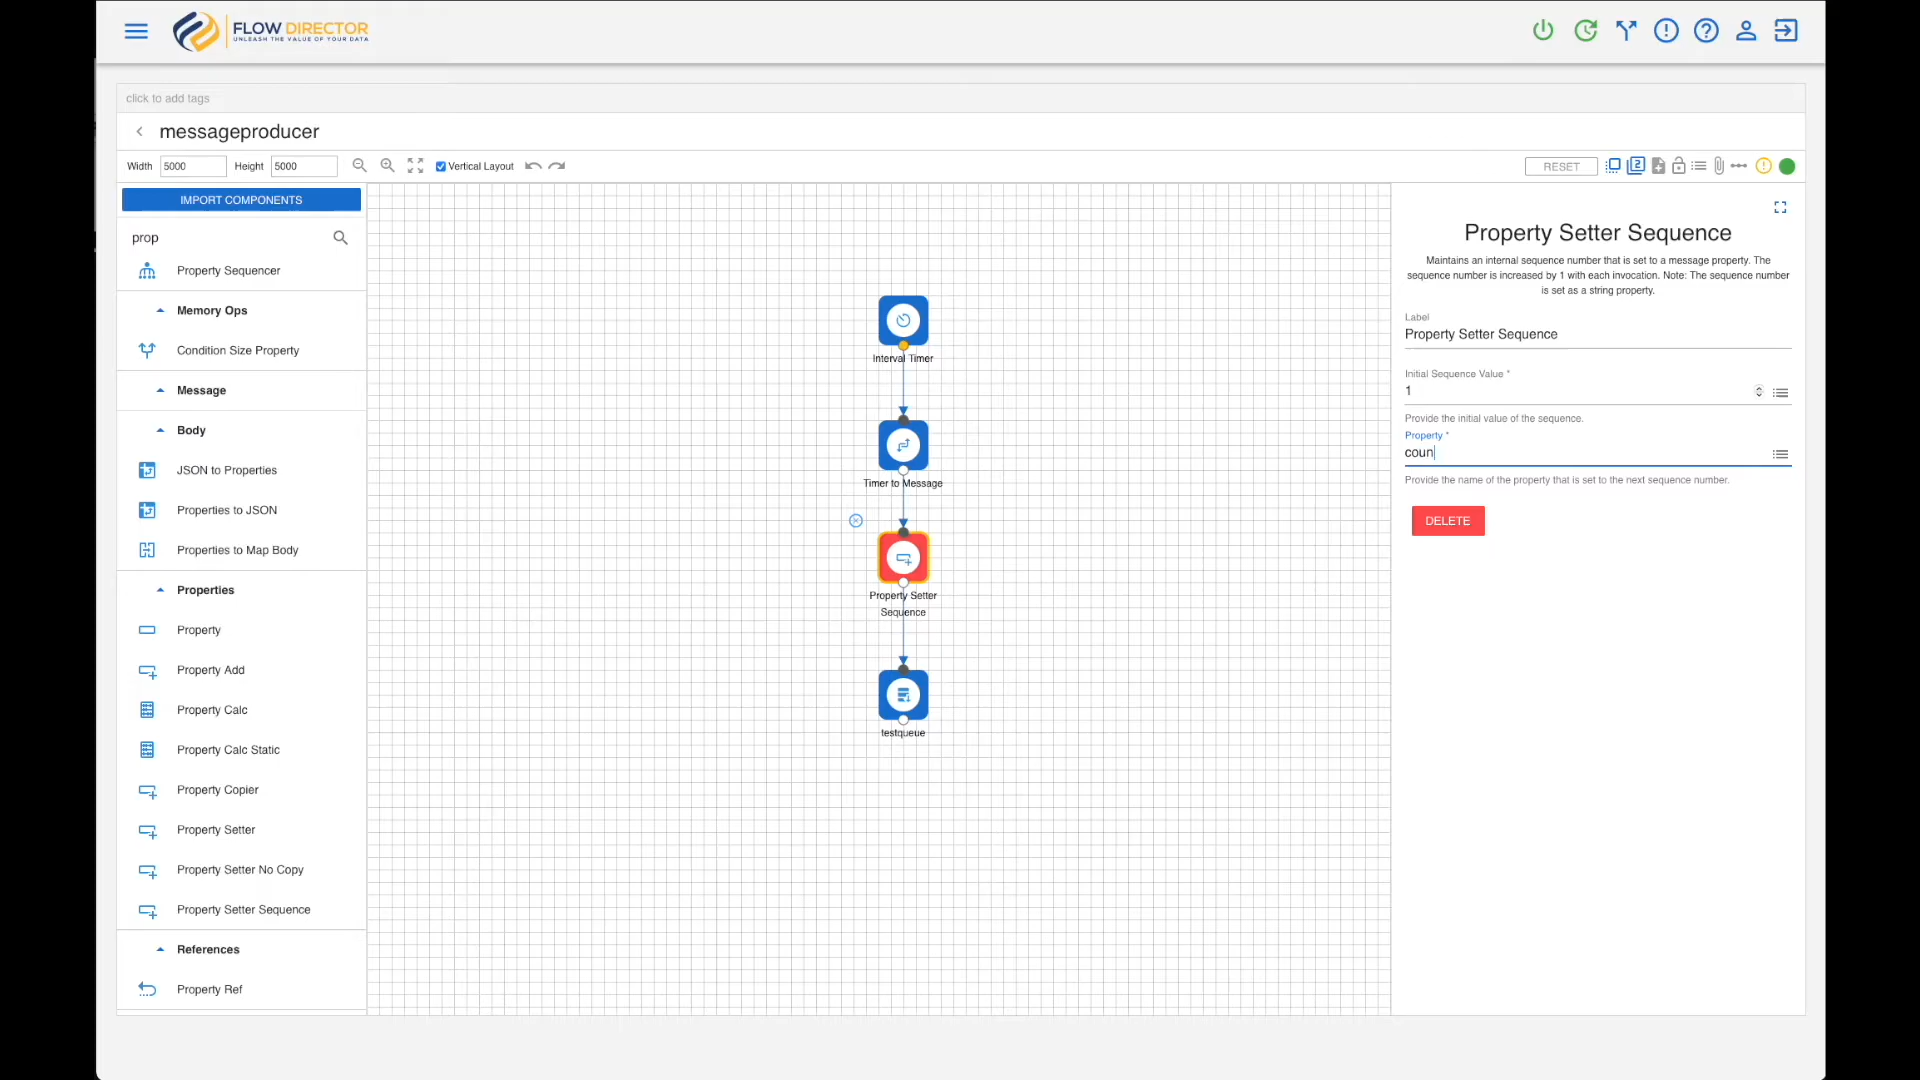 FLOW DIRECTOR
UNLEASH THE VALUE OF YOUR DATA
click to add tags
messageproducer
Width 5000 Height 5000 Vertical Layout RESET
IMPORT COMPONENTS
prop
Property Sequencer
Memory Ops
Condition Size Property
Message
Body
JSON to Properties
Properties to JSON
Properties to Map Body
Properties
Property
Property Add
Property Calc
Property Calc Static
Property Copier
Property Setter
Property Setter No Copy
Property Setter Sequence
References
Property Ref
Interval Timer
Timer to Message
Property Setter
Sequence
testqueue
Property Setter Sequence
Maintains an internal sequence number that is set to a message property. The
sequence number is increased by 1 with each invocation. Note: The sequence number
is set as a string property.
Label
Property Setter Sequence
Initial Sequence Value *
1
Provide the initial value of the sequence.
Property *
coun
Provide the name of the property that is set to the next sequence number.
DELETE